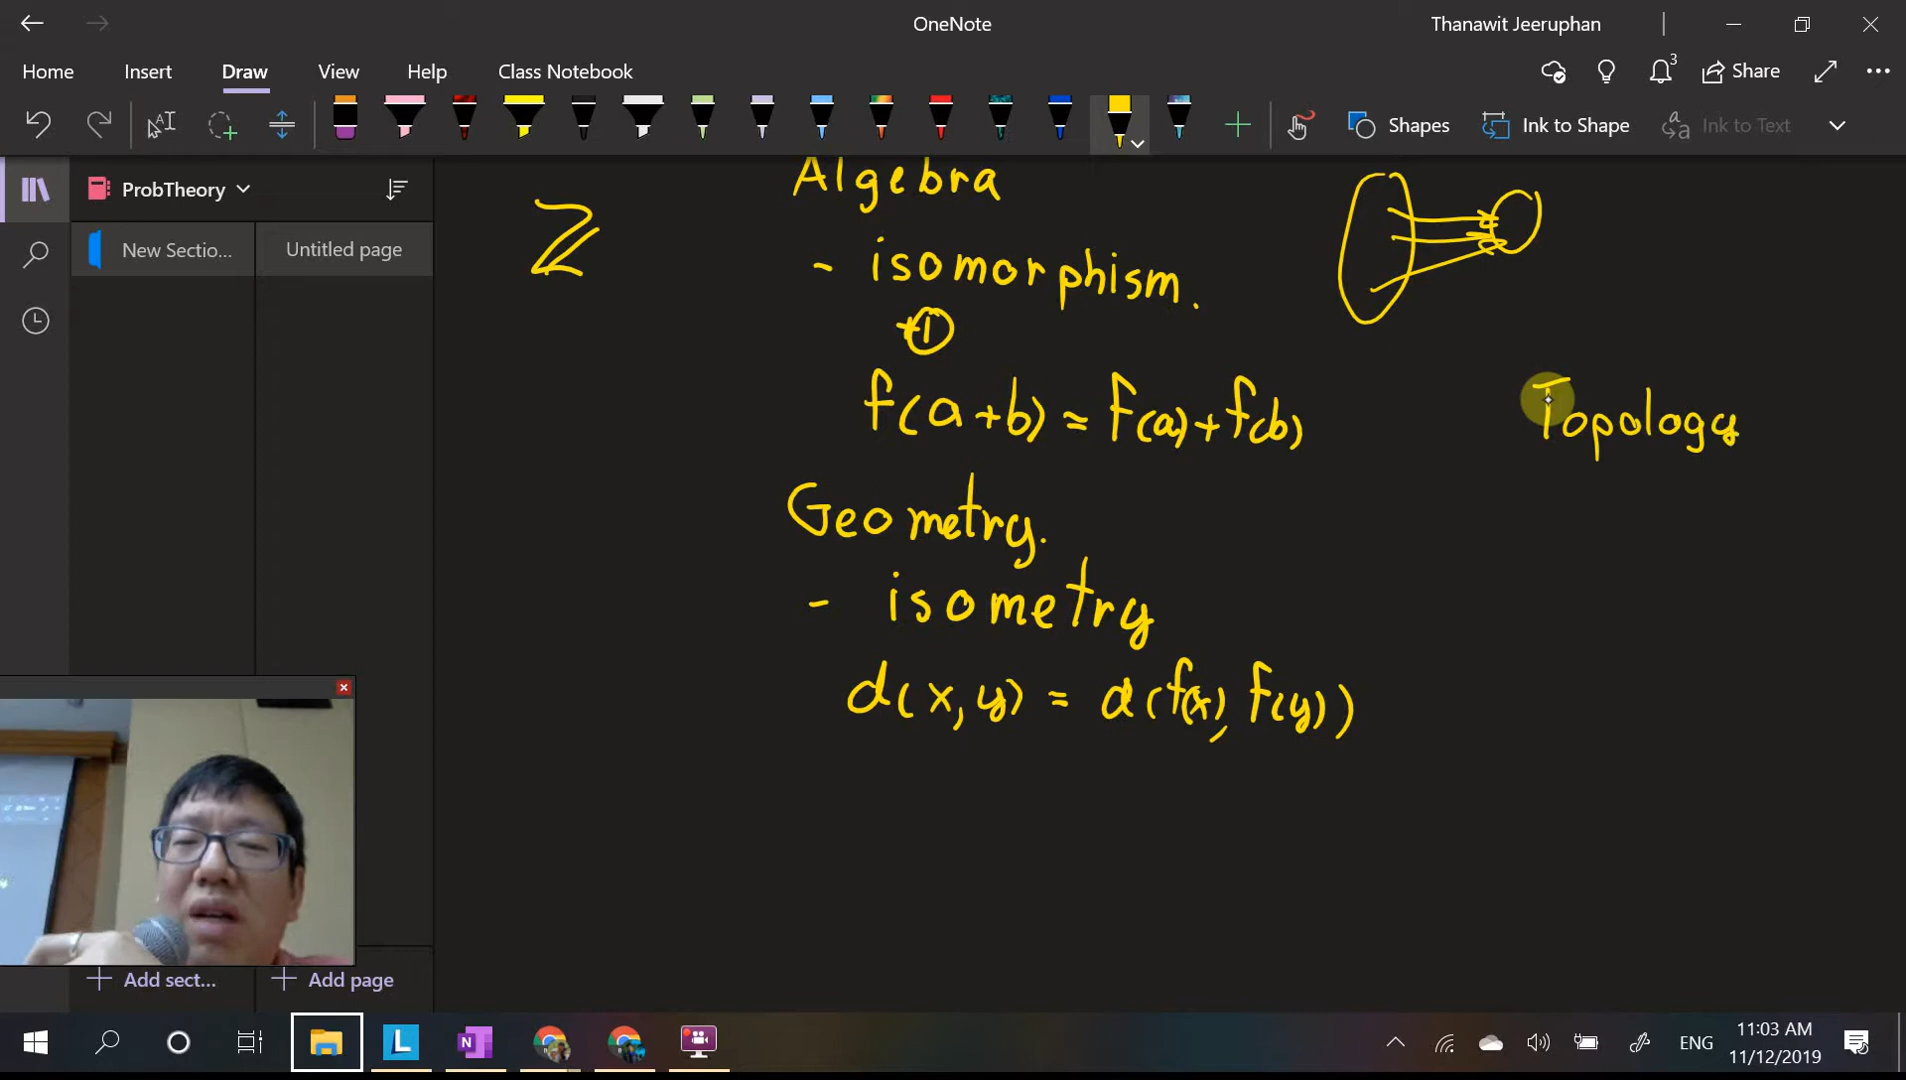 OneNote
Thanawit Jeeruphan
Home Insert Draw View Help Class Notebook
3
Share
Shapes
Ink to Shape
Ink to Text
ProbTheory
New Sectio...
Untitled page
Algebra
ℤ
- isomorphism.
*①
f(a+b) = f(a)+f(b)
Topology
Geometry.
- isometry
d(x,y) = d(f(x), f(y))
Add sect...
Add page
ENG
11:03 AM
11/12/2019